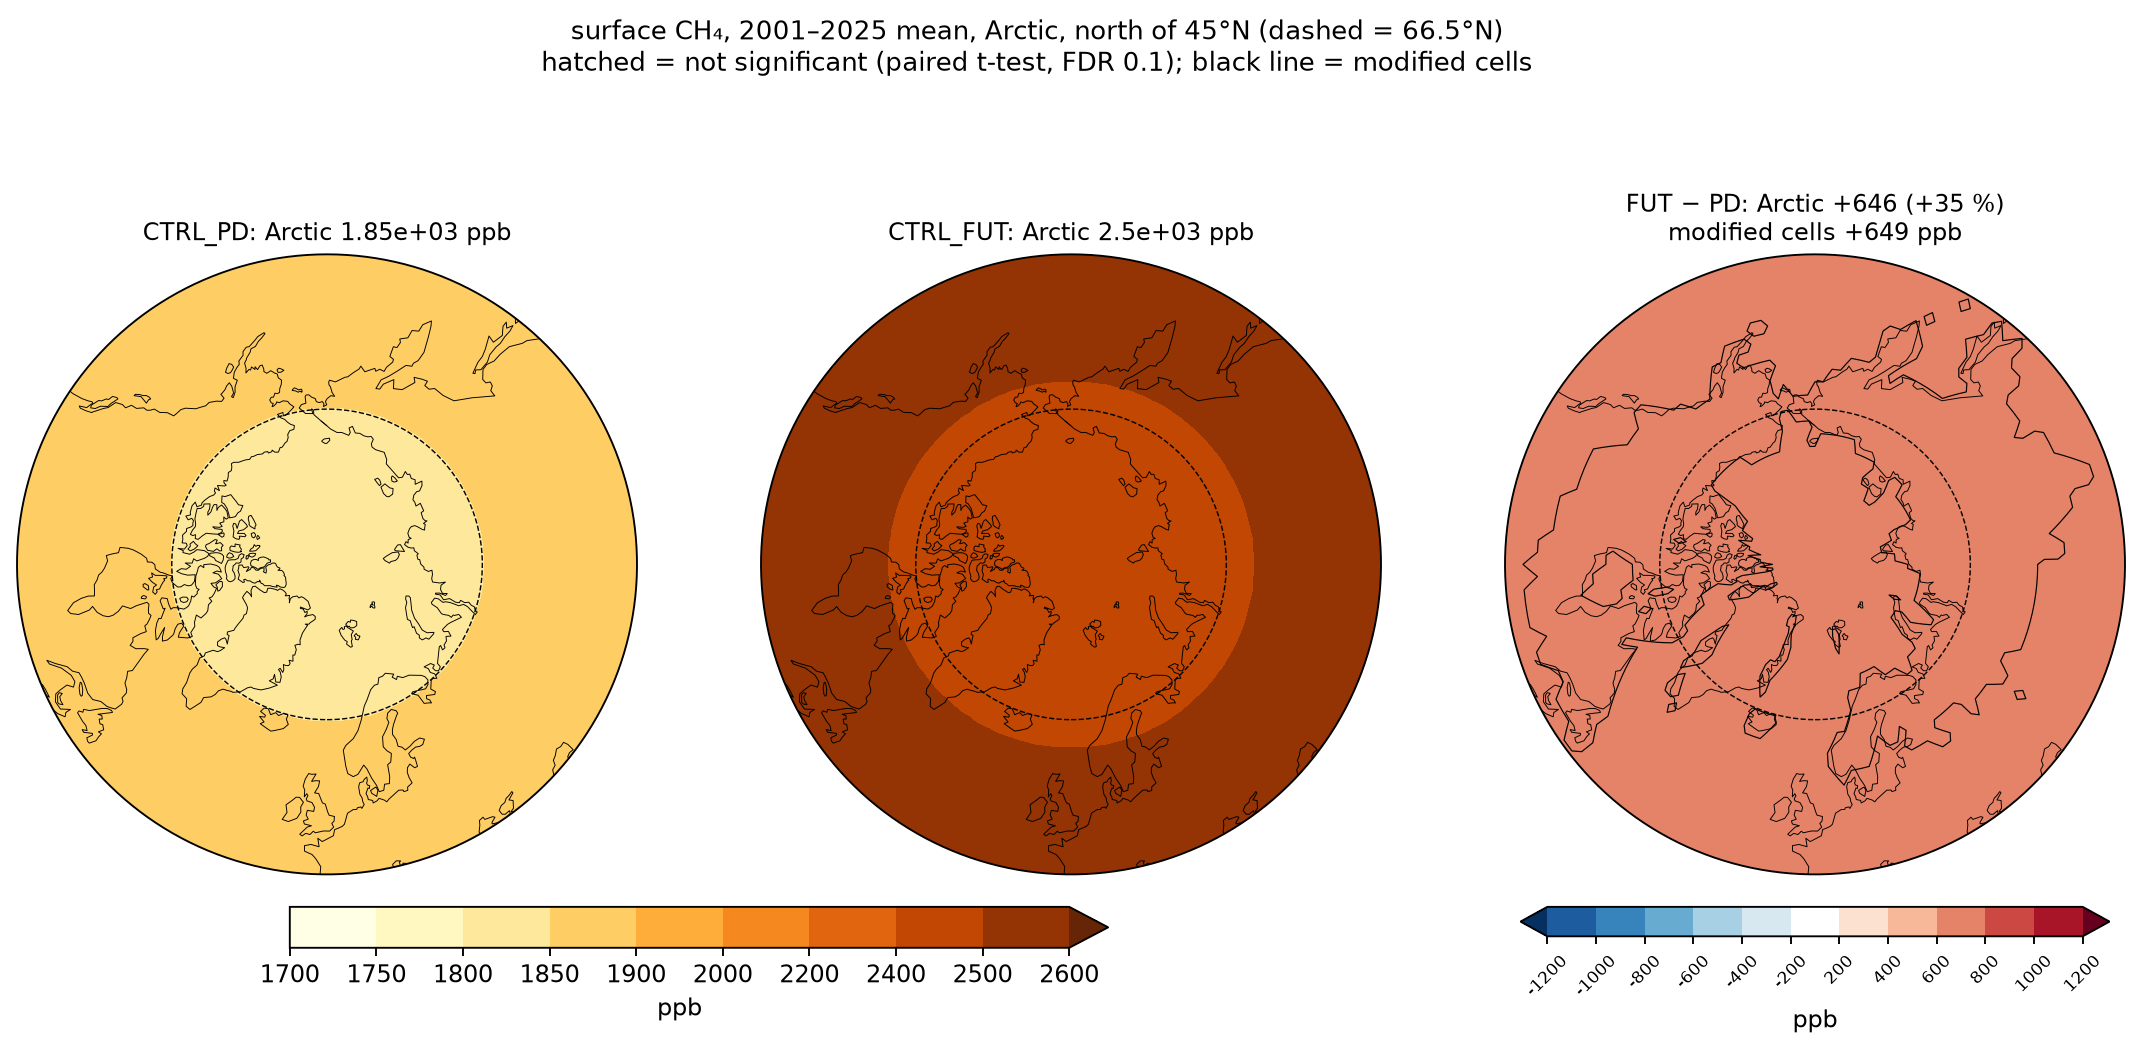 surface CH₄, 2001–2025 mean, Arctic, north of 45°N (dashed = 66.5°N)
hatched = not significant (paired t-test, FDR 0.1); black line = modified cells
CTRL_PD: Arctic 1.85e+03 ppb
CTRL_FUT: Arctic 2.5e+03 ppb
FUT − PD: Arctic +646 (+35 %)
modified cells +649 ppb
1700 1750 1800 1850 1900 2000 2200 2400 2500 2600
ppb
-1200 -1000 -800 -600 -400 -200 200 400 600 800 1000 1200
ppb